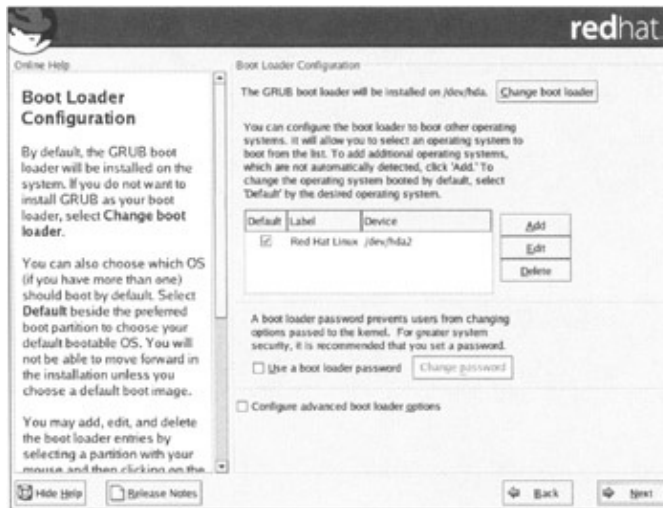 redhat.
Online Help
Boot Loader
Configuration
By default, the GRUB boot
loader will be installed on the
system. If you do not want to
install GRUB as your boot
loader, select Change boot
loader.
You can also choose which OS
(if you have more than one)
should boot by default. Select
Default beside the preferred
boot partition to choose your
default bootable OS. You will
not be able to move forward in
the installation unless you
choose a default boot image.
You may add, edit, and delete
the boot loader entries by
selecting a partition with your
mouse and then clicking on the
Boot Loader Configuration
The GRUB boot loader will be installed on /dev/hda. Change boot loader
You can configure the boot loader to boot other operating
systems. It will allow you to select an operating system to
boot from the list. To add additional operating systems,
which are not automatically detected, click 'Add.' To
change the operating system booted by default, select
'Default' by the desired operating system.
Default Label Device
Red Hat Linux /dev/hda2
Add
Edit
Delete
A boot loader password prevents users from changing
options passed to the kernel. For greater system
security, it is recommended that you set a password.
Use a boot loader password Change password
Configure advanced boot loader options
Hide Help Release Notes Back Next